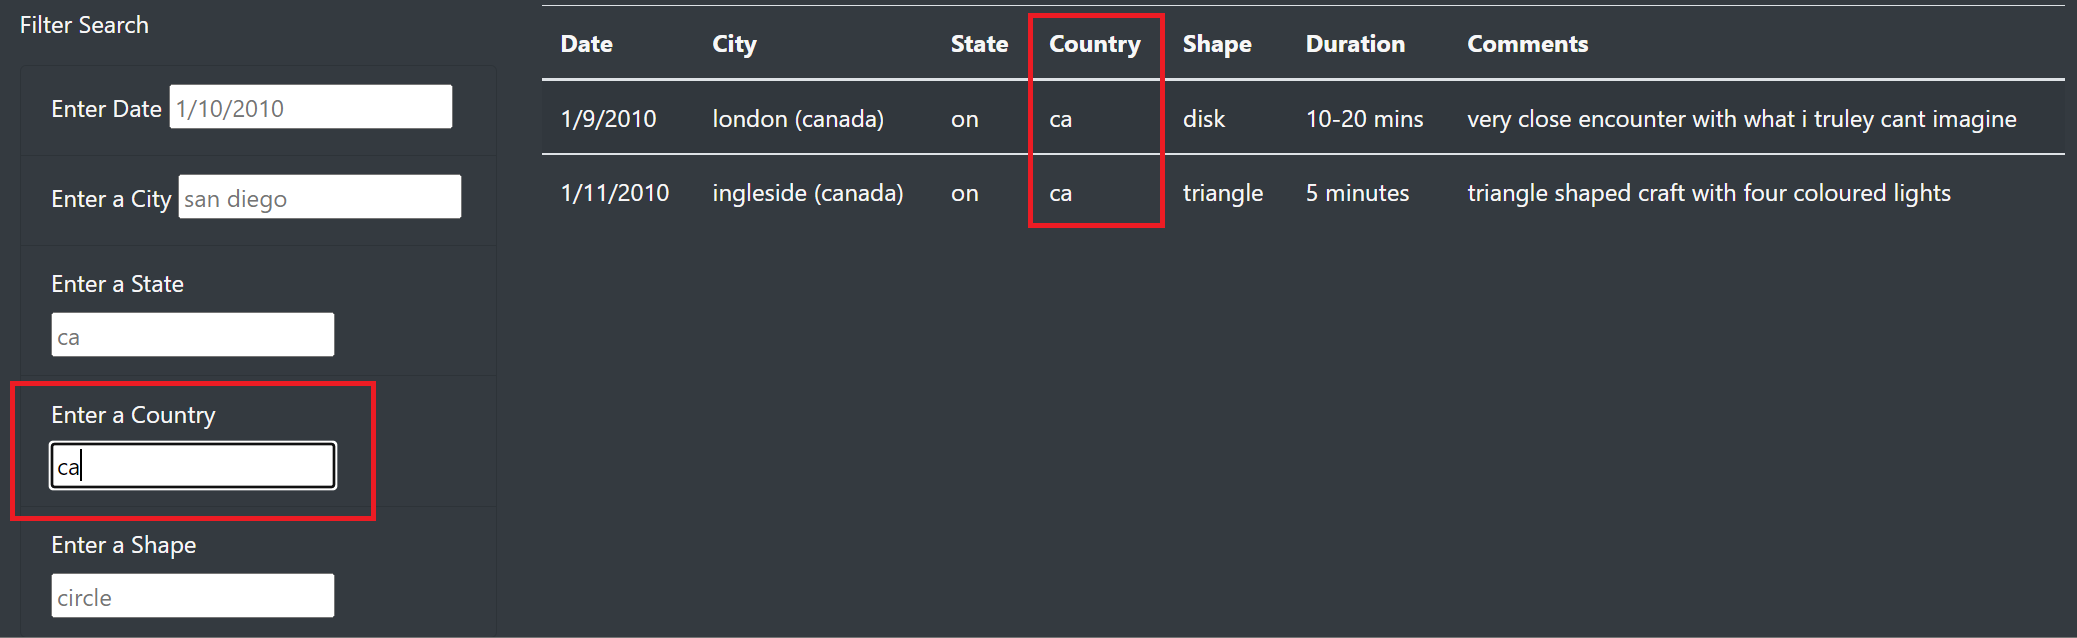 Filter Search
Enter Date 1/10/2010
Enter a City san diego
Enter a State
ca
Enter a Country
ca
Enter a Shape
circle
Date City State Country Shape Duration Comments
1/9/2010 london (canada) on ca disk 10-20 mins very close encounter with what i truley cant imagine
1/11/2010 ingleside (canada) on ca triangle 5 minutes triangle shaped craft with four coloured lights